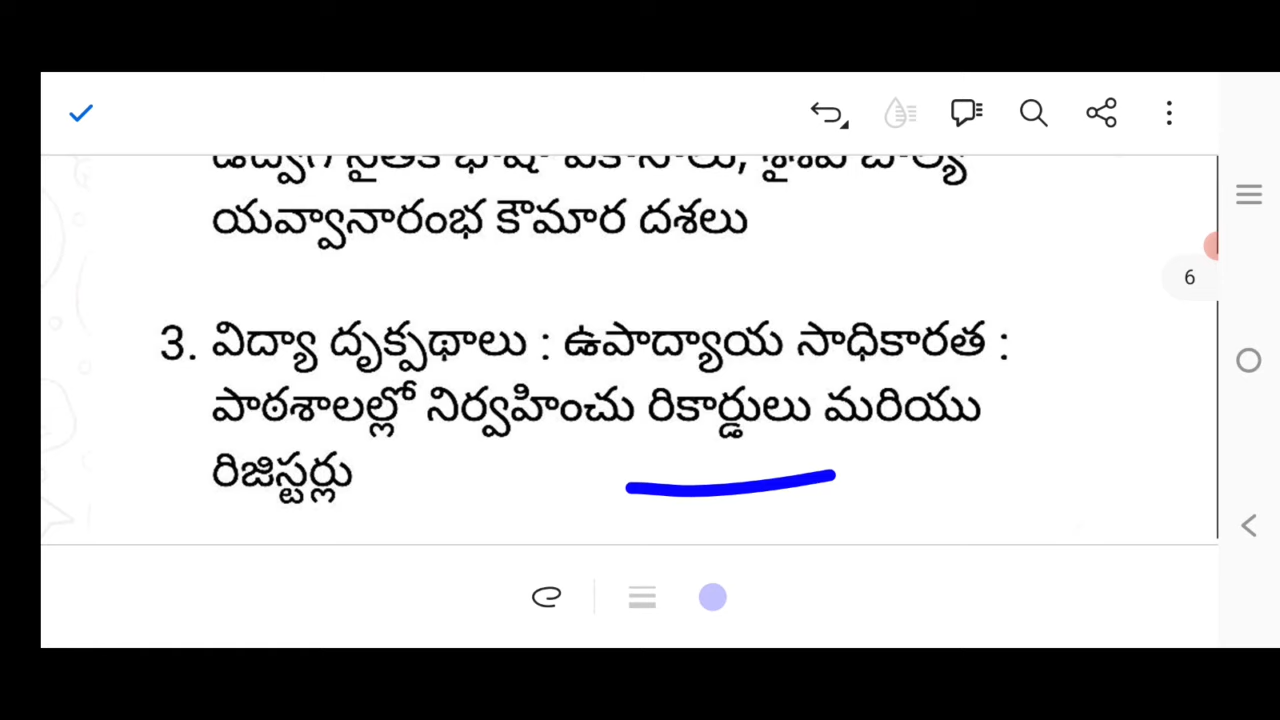 యవ్వానారంభ కౌమార దశలు
6
3. విద్యా దృక్పథాలు : ఉపాద్యాయ సాధికారత :
పాఠశాలల్లో నిర్వహించు రికార్డులు మరియు
రిజిస్టర్లు